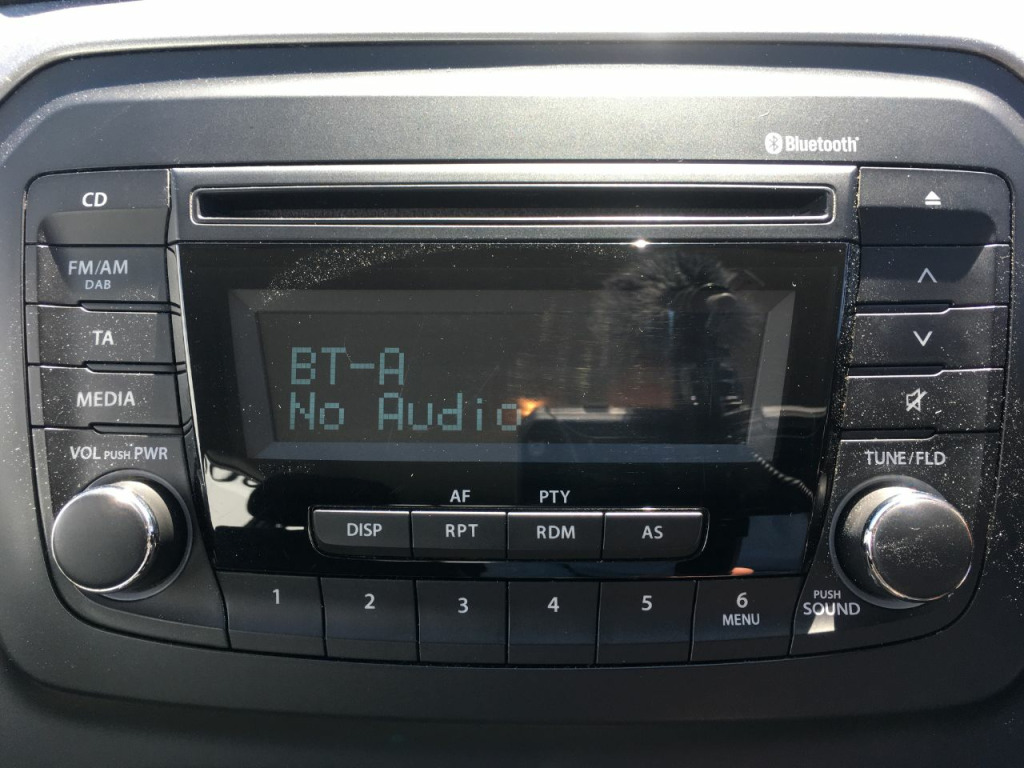 Bluetooth
CD
FM/AM
DAB
TA
MEDIA
BT-A
No Audio
VOL PUSH PWR
TUNE/FLD
AF PTY
DISP RPT RDM AS
1 2 3 4 5 6
MENU
PUSH
SOUND